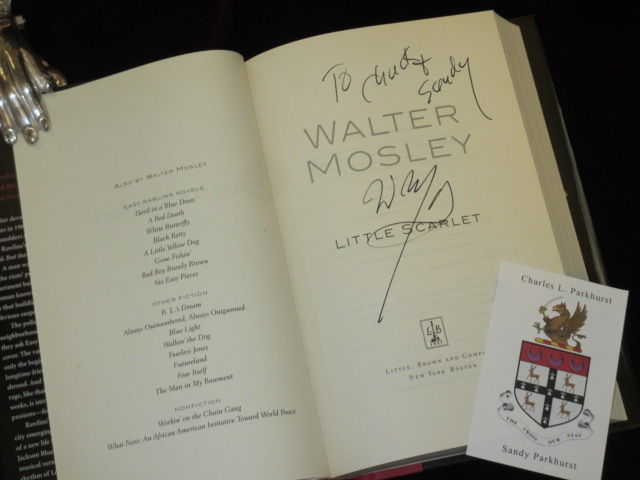 ALSO BY WALTER MOSLEY
EASY RAWLINS NOVELS
Devil in a Blue Dress
A Red Death
White Butterfly
Black Betty
A Little Yellow Dog
Gone Fishin'
Bad Boy Brawly Brown
Six Easy Pieces
OTHER FICTION
R. L.'s Dream
Always Outnumbered, Always Outgunned
Blue Light
Walkin' the Dog
Fearless Jones
Futureland
Fear Itself
The Man in My Basement
NONFICTION
Workin' on the Chain Gang
What Next: An African American Initiative Toward World Peace
To Chuck +
Sandy
WALTER
MOSLEY
LITTLE SCARLET
LB
LITTLE, BROWN AND COMP
NEW YORK BOSTON
Charles L. Parkhurst
THE CROSS OUR STAY
Sandy Parkhurst